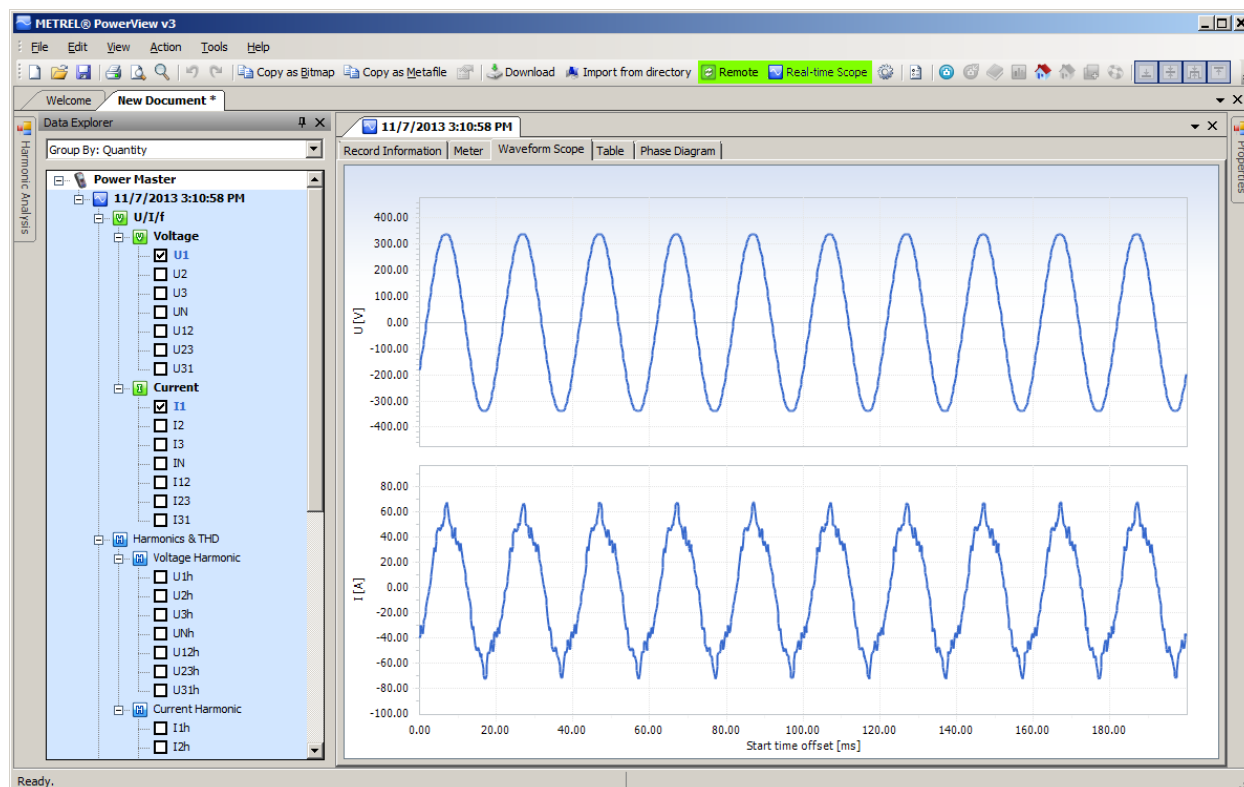 METREL® PowerView v3
File Edit View Action Tools Help
Copy as Bitmap Copy as Metafile Download Import from directory Remote Real-time Scope
Welcome New Document *
Harmonic Analysis
Data Explorer
Group By: Quantity
Power Master
11/7/2013 3:10:58 PM
U/I/f
Voltage
U1
U2
U3
UN
U12
U23
U31
Current
I1
I2
I3
IN
I12
I23
I31
Harmonics & THD
Voltage Harmonic
U1h
U2h
U3h
UNh
U12h
U23h
U31h
Current Harmonic
I1h
I2h
11/7/2013 3:10:58 PM
Record Information Meter Waveform Scope Table Phase Diagram
U [V]
400.00
300.00
200.00
100.00
0.00
-100.00
-200.00
-300.00
-400.00
I [A]
80.00
60.00
40.00
20.00
0.00
-20.00
-40.00
-60.00
-80.00
-100.00
0.00 20.00 40.00 60.00 80.00 100.00 120.00 140.00 160.00 180.00
Start time offset [ms]
Properties
Ready.